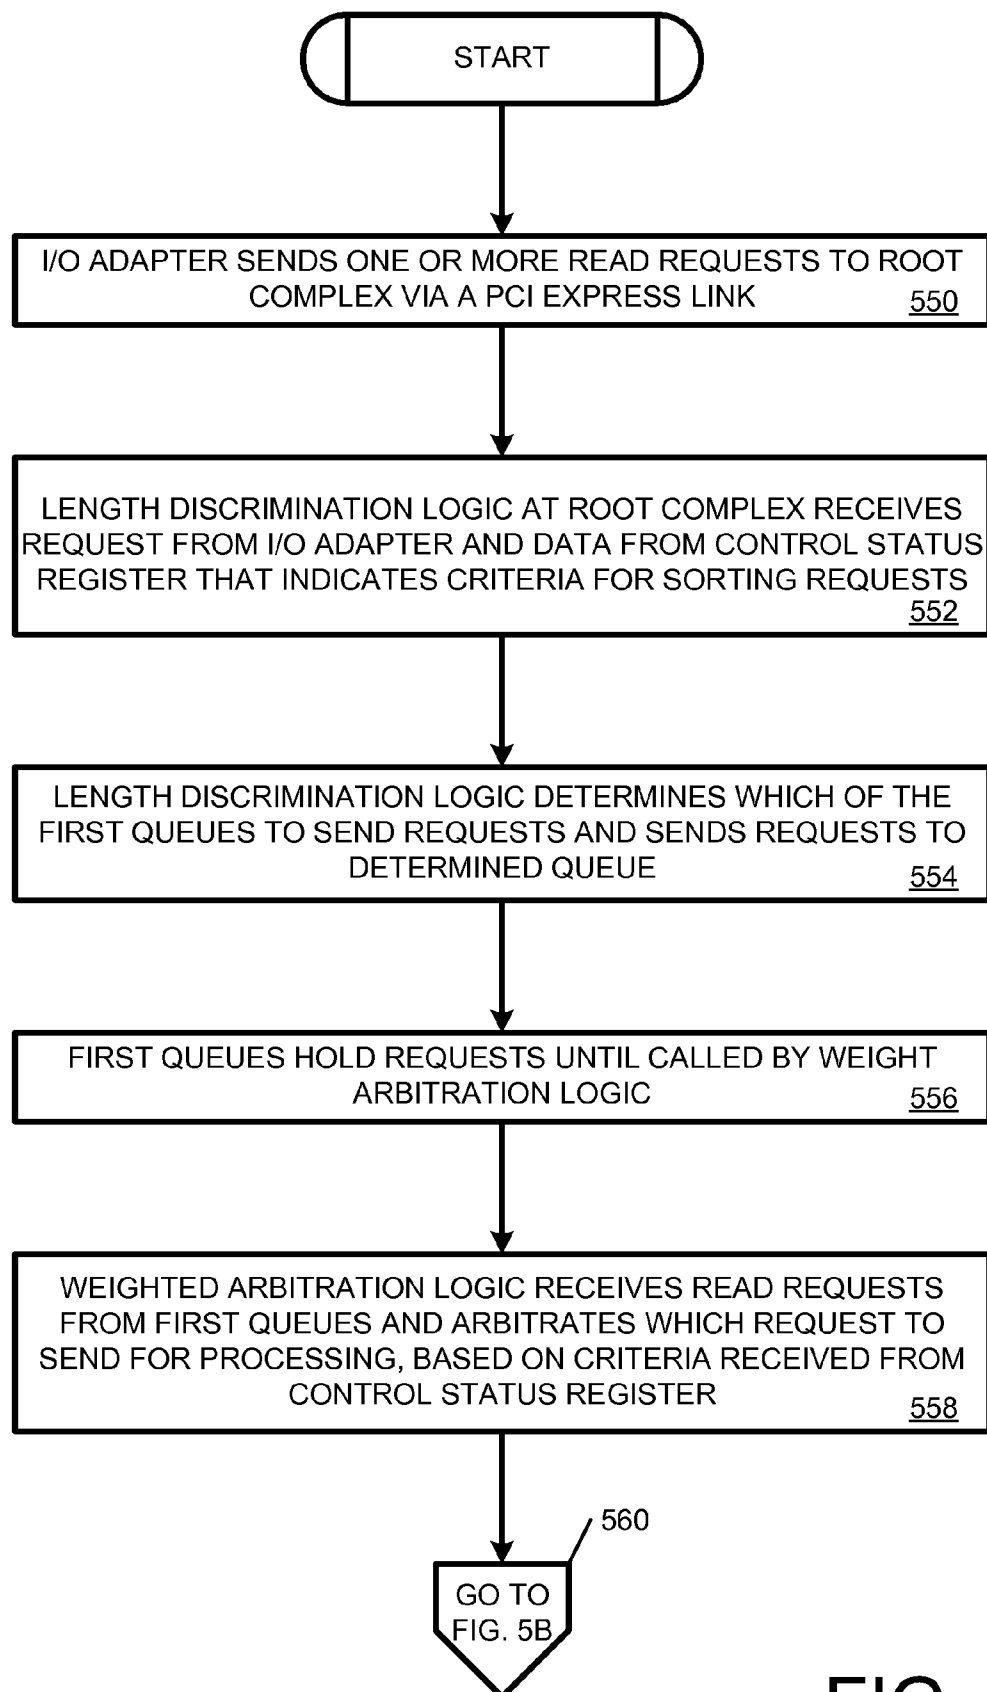 START
I/O ADAPTER SENDS ONE OR MORE READ REQUESTS TO ROOT
COMPLEX VIA A PCI EXPRESS LINK
550
LENGTH DISCRIMINATION LOGIC AT ROOT COMPLEX RECEIVES
REQUEST FROM I/O ADAPTER AND DATA FROM CONTROL STATUS
REGISTER THAT INDICATES CRITERIA FOR SORTING REQUESTS
552
LENGTH DISCRIMINATION LOGIC DETERMINES WHICH OF THE
FIRST QUEUES TO SEND REQUESTS AND SENDS REQUESTS TO
DETERMINED QUEUE
554
FIRST QUEUES HOLD REQUESTS UNTIL CALLED BY WEIGHT
ARBITRATION LOGIC
556
WEIGHTED ARBITRATION LOGIC RECEIVES READ REQUESTS
FROM FIRST QUEUES AND ARBITRATES WHICH REQUEST TO
SEND FOR PROCESSING, BASED ON CRITERIA RECEIVED FROM
CONTROL STATUS REGISTER
558
560
GO TO
FIG. 5B